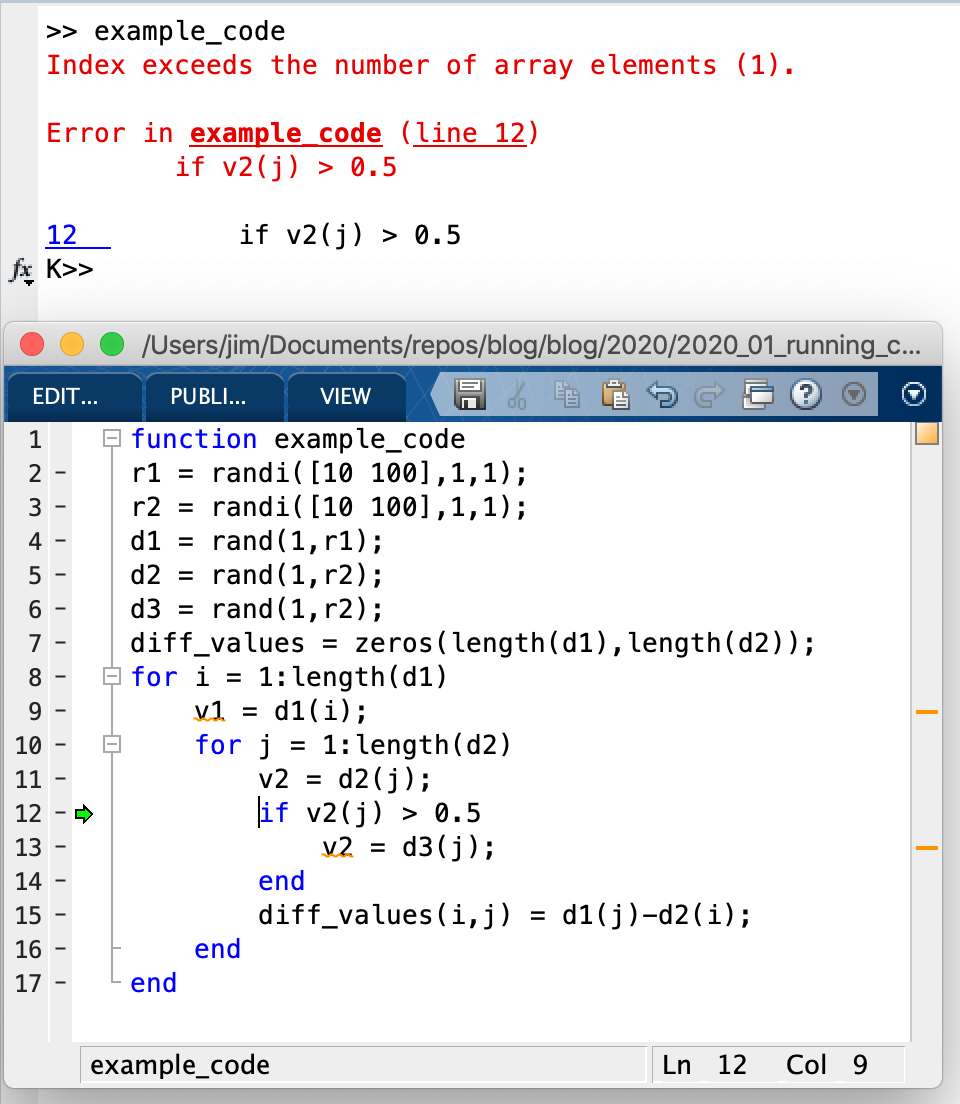 >> example_code
Index exceeds the number of array elements (1).
Error in example_code (line 12)
if v2(j) > 0.5
12 if v2(j) > 0.5
fx K>>
/Users/jim/Documents/repos/blog/blog/2020/2020_01_running_c...
EDIT... PUBLI... VIEW ?
1 function example_code
2 - r1 = randi([10 100],1,1);
3 - r2 = randi([10 100],1,1);
4 - d1 = rand(1,r1);
5 - d2 = rand(1,r2);
6 - d3 = rand(1,r2);
7 - diff_values = zeros(length(d1),length(d2));
8 - for i = 1:length(d1)
9 - v1 = d1(i);
10 - for j = 1:length(d2)
11 - v2 = d2(j);
12 - if v2(j) > 0.5
13 - v2 = d3(j);
14 - end
15 - diff_values(i,j) = d1(j)-d2(i);
16 - end
17 - end
example_code Ln 12 Col 9